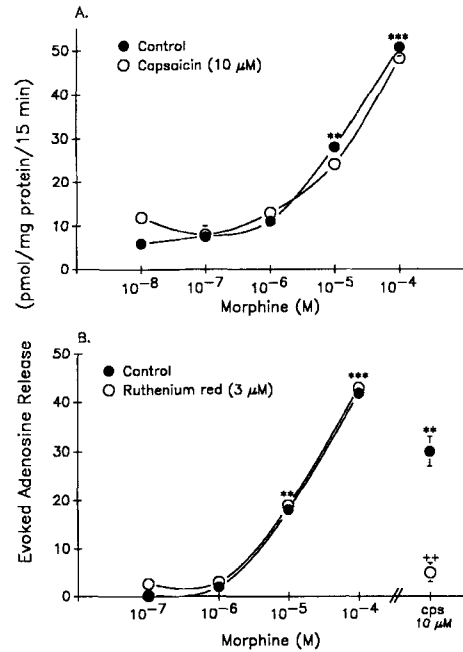 A.
● Control
○ Capsaicin (10 μM)
***
**
50
40
30
20
10
0
10⁻⁸ 10⁻⁷ 10⁻⁶ 10⁻⁵ 10⁻⁴
Morphine (M)
Evoked Adenosine Release
(pmol/mg protein/15 min)
B.
● Control
○ Ruthenium red (3 μM)
***
**
**
++
50
40
30
20
10
0
10⁻⁷ 10⁻⁶ 10⁻⁵ 10⁻⁴ cps
10 μM
Morphine (M)